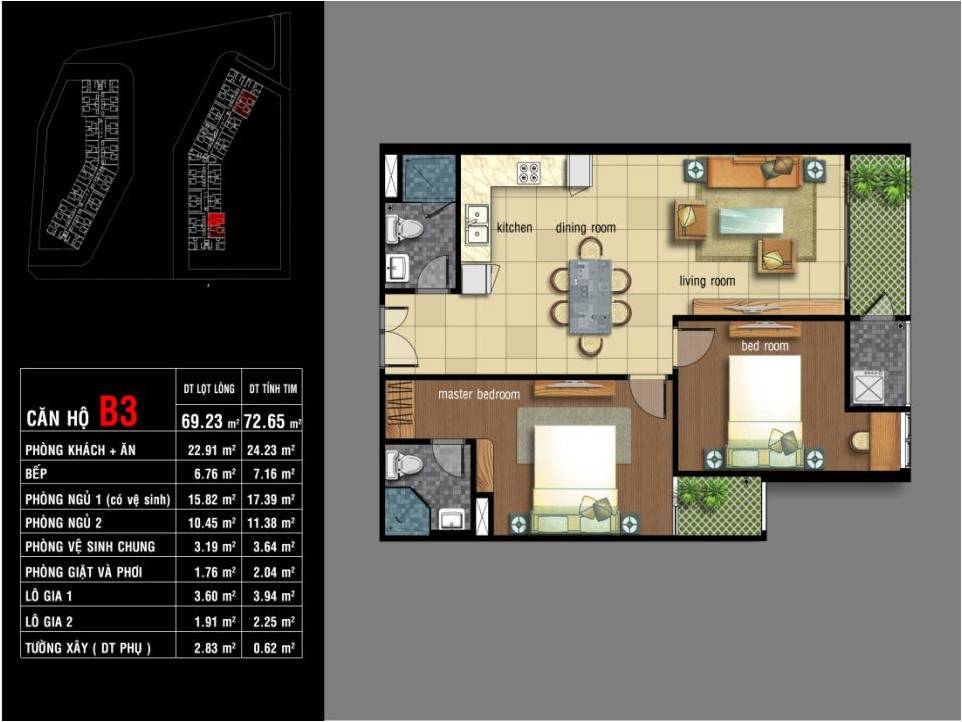 DT LỌT LÒNG DT TÍNH TIM
CĂN HỘ B3 69.23 m² 72.65 m²
PHÒNG KHÁCH + ĂN 22.91 m² 24.23 m²
BẾP 6.76 m² 7.16 m²
PHÒNG NGỦ 1 (có vệ sinh) 15.82 m² 17.39 m²
PHÒNG NGỦ 2 10.45 m² 11.38 m²
PHÒNG VỆ SINH CHUNG 3.19 m² 3.64 m²
PHÒNG GIẶT VÀ PHƠI 1.76 m² 2.04 m²
LÔ GIA 1 3.60 m² 3.94 m²
LÔ GIA 2 1.91 m² 2.25 m²
TƯỜNG XÂY ( DT PHỤ ) 2.83 m² 0.62 m²
kitchen
dining room
living room
bed room
master bedroom